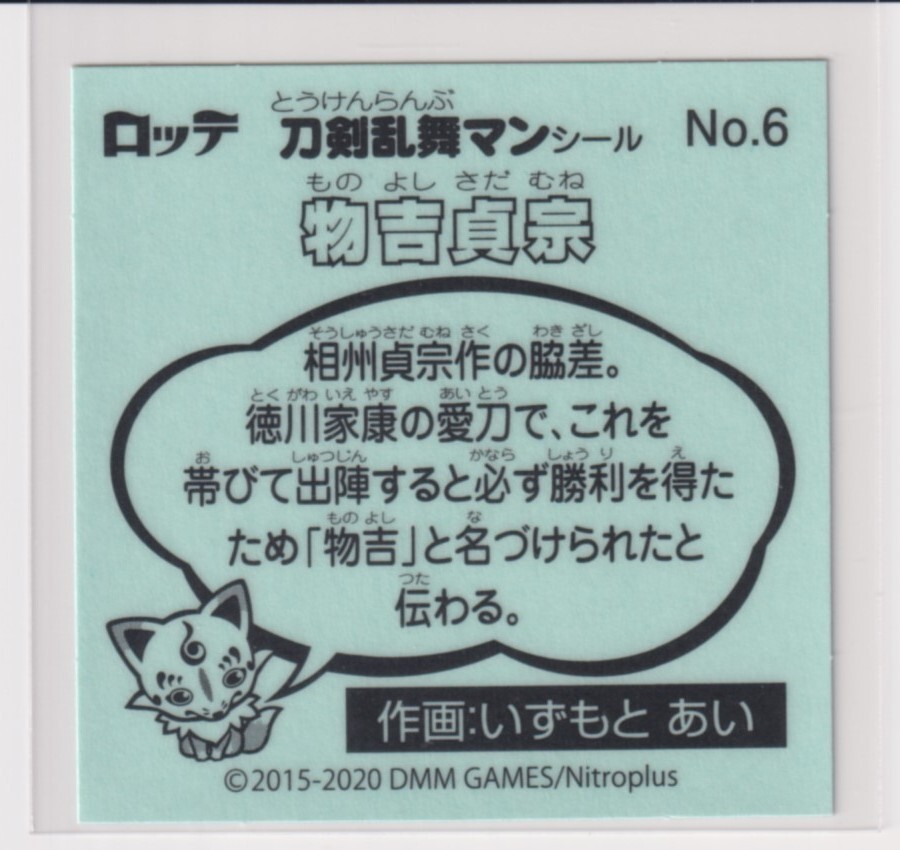 とうけんらんぶ
ロッテ 刀剣乱舞マンシール No.6
もの よし さだ むね
物吉貞宗
そうしゅうさだ むね さく わき ざし
相州貞宗作の脇差。
とく がわ いえ やす あい とう
徳川家康の愛刀で、これを
お しゅつじん かなら しょう り え
帯びて出陣すると必ず勝利を得た
もの よし な
ため「物吉」と名づけられたと
つた
伝わる。
作画:いずもと あい
©2015-2020 DMM GAMES/Nitroplus